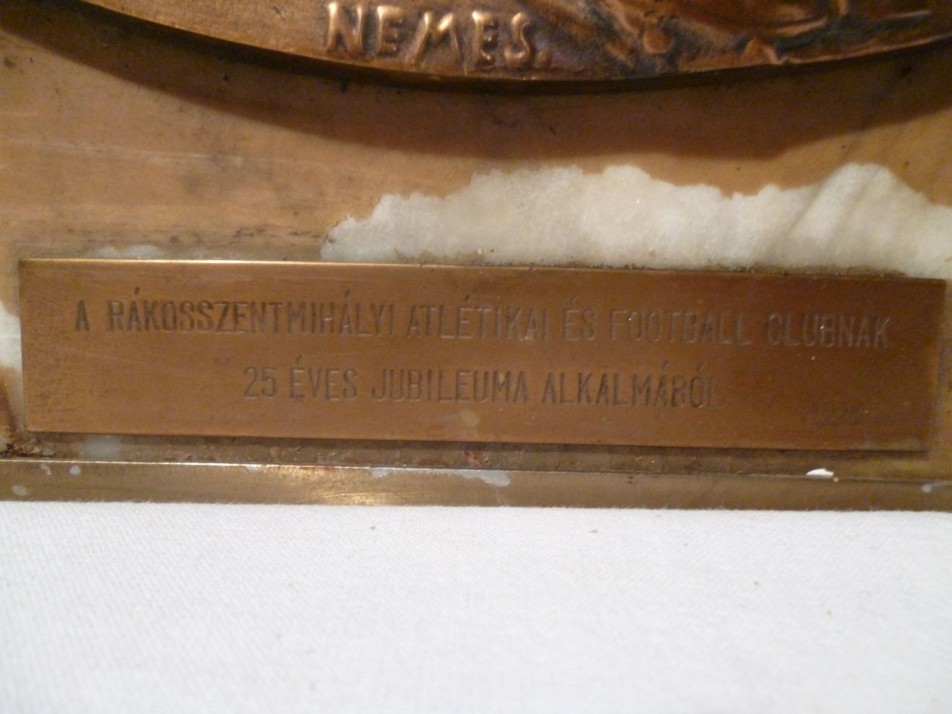 NEMES.
A RÁKOSSZENTMIHÁLYI ATLÉTIKAI ÉS FOOTBALL CLUBNAK
25 ÉVES JUBILEUMA ALKALMÁBÓL